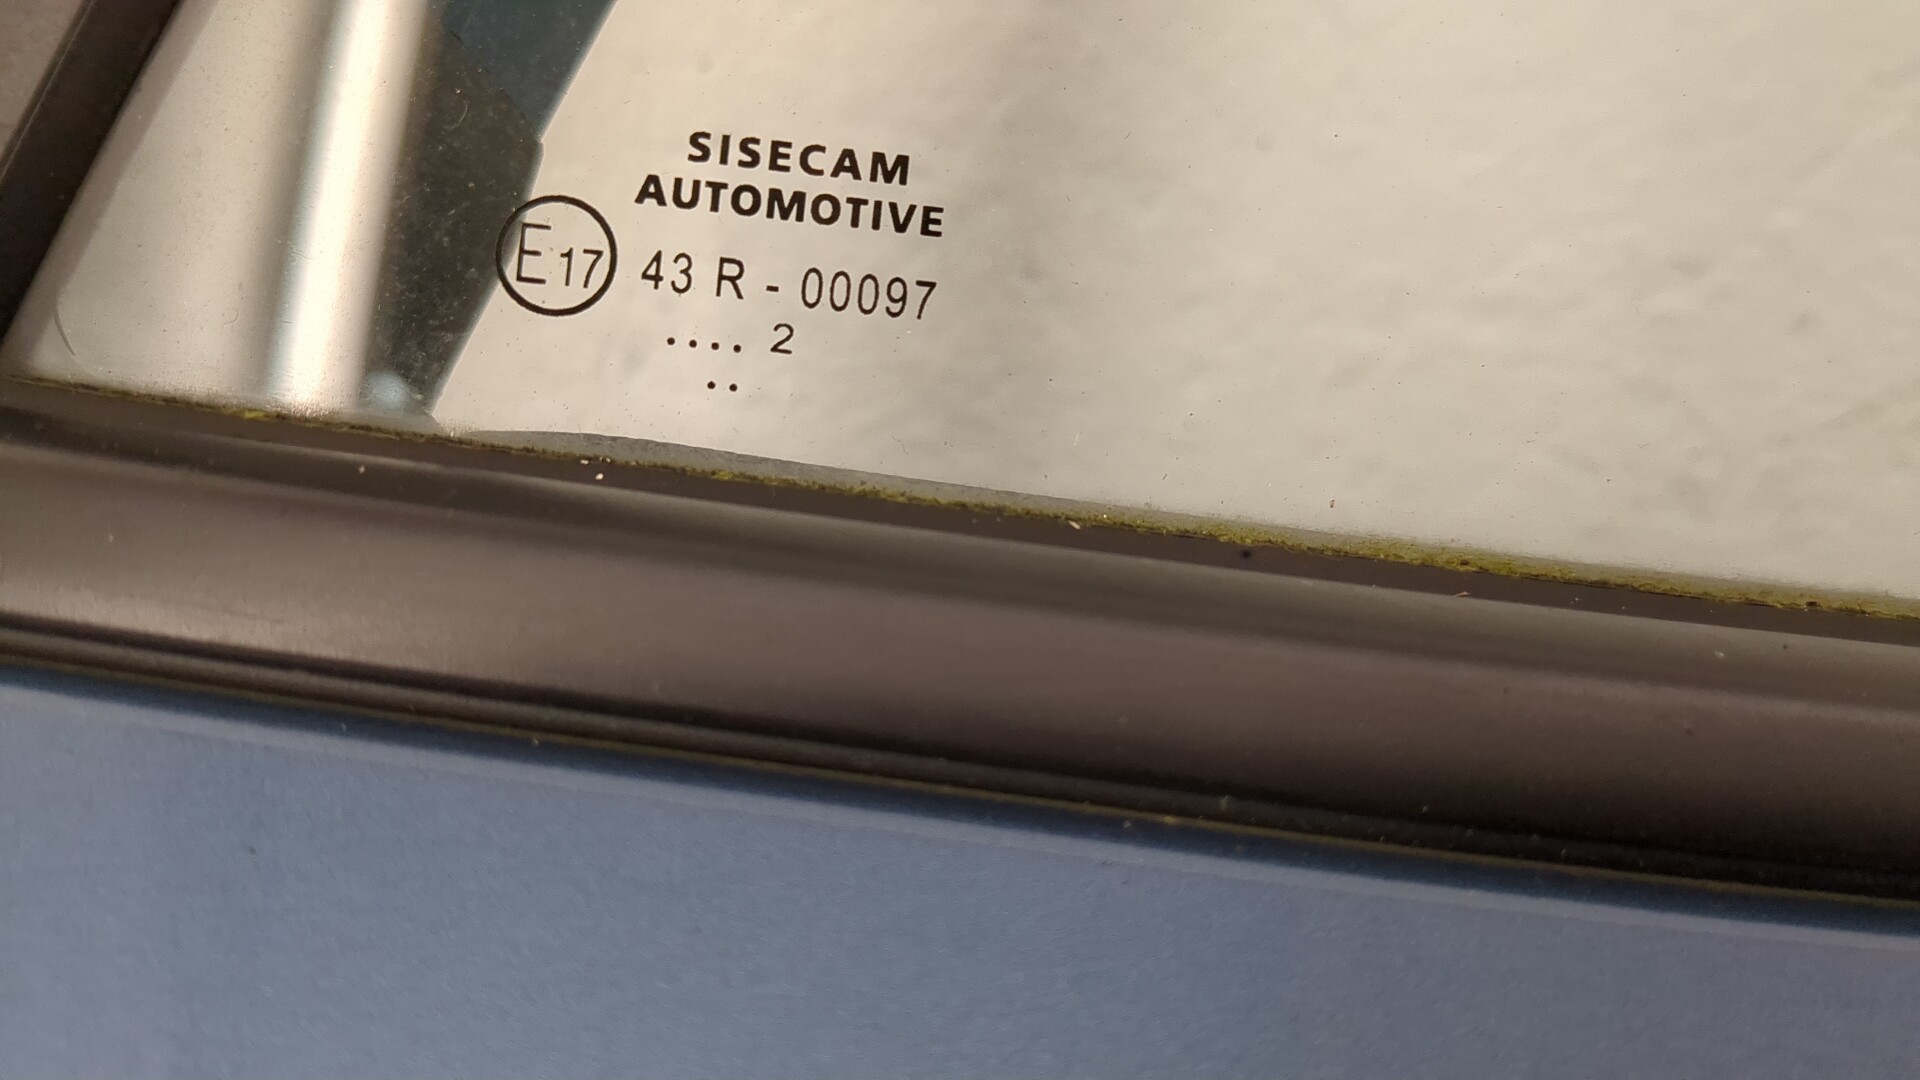 SISECAM
AUTOMOTIVE
E17 43 R - 00097
.... 2
..